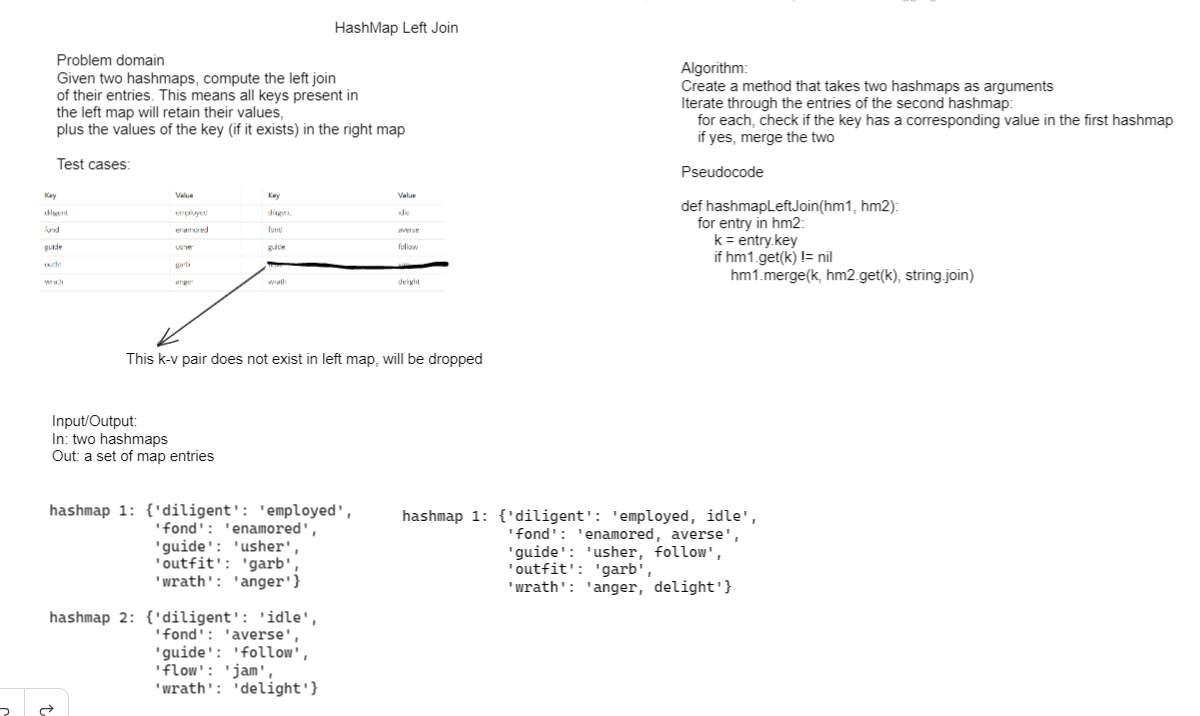 HashMap Left Join
Problem domain
Given two hashmaps, compute the left join
of their entries. This means all keys present in
the left map will retain their values,
plus the values of the key (if it exists) in the right map
Test cases:
Key Value Key Value
diligent employed diligent idle
fond enamored fond averse
guide usher guide follow
garb
wrath anger wrath delight
This k-v pair does not exist in left map, will be dropped
Input/Output:
In: two hashmaps
Out: a set of map entries
hashmap 1: {'diligent': 'employed',
'fond': 'enamored',
'guide': 'usher',
'outfit': 'garb',
'wrath': 'anger'}
hashmap 2: {'diligent': 'idle',
'fond': 'averse',
'guide': 'follow',
'flow': 'jam',
'wrath': 'delight'}
hashmap 1: {'diligent': 'employed, idle',
'fond': 'enamored, averse',
'guide': 'usher, follow',
'outfit': 'garb',
'wrath': 'anger, delight'}
Algorithm:
Create a method that takes two hashmaps as arguments
Iterate through the entries of the second hashmap:
for each, check if the key has a corresponding value in the first hashmap
if yes, merge the two
Pseudocode
def hashmapLeftJoin(hm1, hm2):
for entry in hm2:
k = entry.key
if hm1.get(k) != nil
hm1.merge(k, hm2.get(k), string.join)